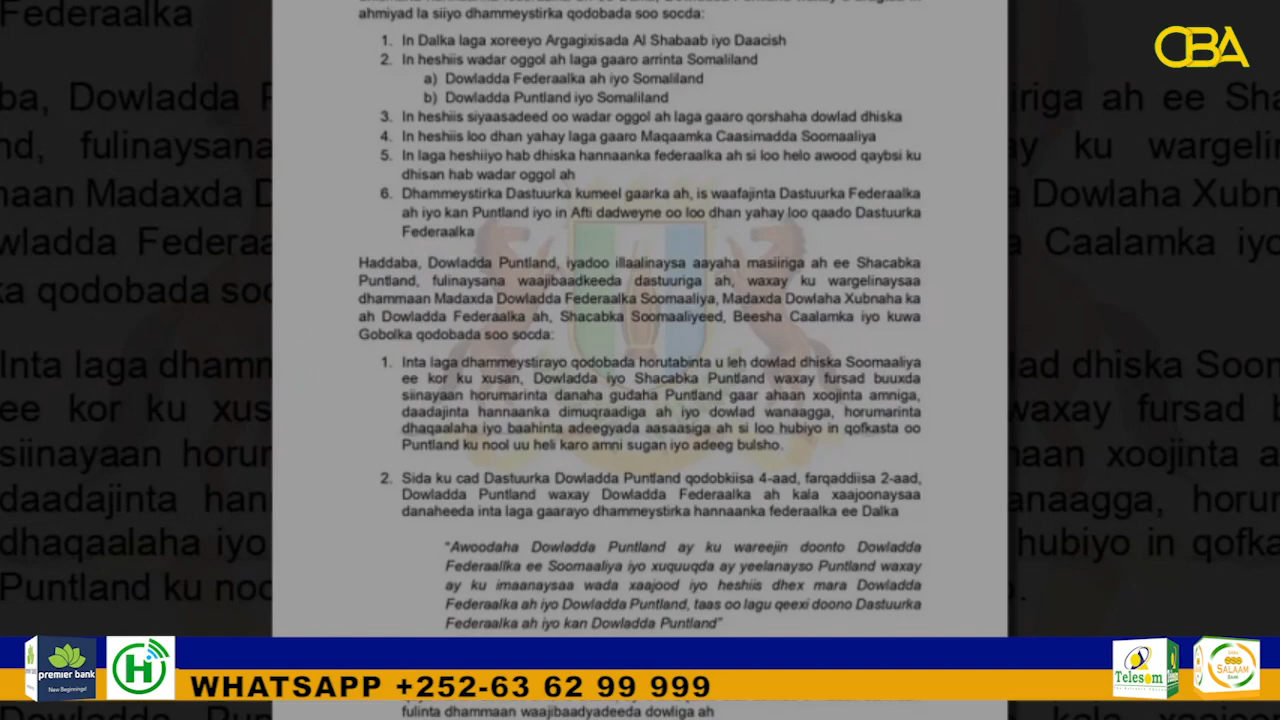 ahmiyad la siiyo dhammeystirka qodobada soo socda:
1. In Dalka laga xoreeyo Argagixisada Al Shabaab iyo Daacish
2. In heshiis wadar oggol ah laga gaaro arrinta Somaliland
a) Dowladda Federaalka ah iyo Somaliland
b) Dowladda Puntland iyo Somaliland
3. In heshiis siyaasadeed oo wadar oggol ah laga gaaro qorshaha dowlad dhiska
4. In heshiis loo dhan yahay laga gaaro Maqaamka Caasimadda Soomaaliya
5. In laga heshiiyo hab dhiska hannaanka federaalka ah si loo helo awood qaybsi ku
dhisan hab wadar oggol ah
6. Dhammeystirka Dastuurka kumeel gaarka ah, is waafajinta Dastuurka Federaalka
ah iyo kan Puntland iyo in Afti dadweyne oo loo dhan yahay loo qaado Dastuurka
Federaalka
Haddaba, Dowladda Puntland, iyadoo illaalinaysa aayaha masiiriga ah ee Shacabka
Puntland, fulinaysana waajibaadkeeda dastuuriga ah, waxay ku wargelinaysaa
dhammaan Madaxda Dowladda Federaalka Soomaaliya, Madaxda Dowlaha Xubnaha ka
ah Dowladda Federaalka ah, Shacabka Soomaaliyeed, Beesha Caalamka iyo kuwa
Gobolka qodobada soo socda:
1. Inta laga dhammeystirayo qodobada horutabinta u leh dowlad dhiska Soomaaliya
ee kor ku xusan, Dowladda iyo Shacabka Puntland waxay fursad buuxda
siinayaan horumarinta danaha gudaha Puntland gaar ahaan xoojinta amniga,
daadajinta hannaanka dimuqraadiga ah iyo dowlad wanaagga, horumarinta
dhaqaalaha iyo baahinta adeegyada aasaasiga ah si loo hubiyo in qofkasta oo
Puntland ku nool uu heli karo amni sugan iyo adeeg bulsho.
2. Sida ku cad Dastuurka Dowladda Puntland qodobkiisa 4-aad, farqaddiisa 2-aad,
Dowladda Puntland waxay Dowladda Federaalka ah kala xaajoonaysaa
danaheeda inta laga gaarayo dhammeystirka hannaanka federaalka ee Dalka
"Awoodaha Dowladda Puntland ay ku wareejin doonto Dowladda
Federaallka ee Soomaaliya iyo xuquuqda ay yeelanayso Puntland waxay
ay ku imaanaysaa wada xaajood iyo heshiis dhex mara Dowladda
Federaalka ah iyo Dowladda Puntland, taas oo lagu qeexi doono Dastuurka
Federaalka ah iyo kan Dowladda Puntland"
fulinta dhammaan waajibaadyadeeda dowliga ah
CBA
premier bank
New Beginnings!
H
WHATSAPP +252-63 62 99 999
Telesom
SALAAM